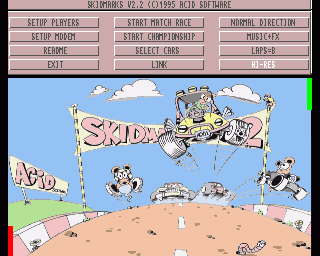 SKIDMARKS V2.2 (C)1995 ACID SOFTWARE
SETUP PLAYERS
START MATCH RACE
NORMAL DIRECTION
SETUP MODEM
START CHAMPIONSHIP
MUSIC+FX
README
SELECT CARS
LAPS-8
EXIT
LINK
HI-RES
SKIDM 2
ACID